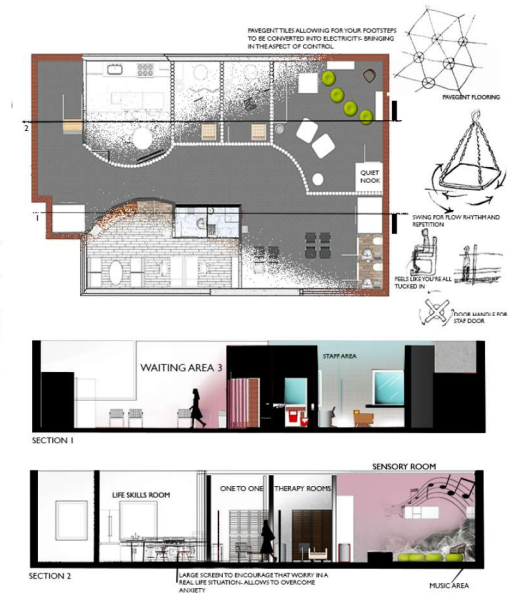 PAVEGENT TILES ALLOWING FOR YOUR FOOTSTEPS
TO BE CONVERTED INTO ELECTRICITY- BRINGING
IN THE ASPECT OF CONTROL
PAVEGENT FLOORING
2
QUIET
NOOK
1
SWING FOR FLOW RHYTHM AND
REPETITION
FEELS LIKE YOU'RE ALL
TUCKED IN
DOOR HANDLE FOR
STAF DOOR
WAITING AREA 3
STAFF AREA
SECTION 1
SENSORY ROOM
LIFE SKILLS ROOM
ONE TO ONE THERAPY ROOMS
SECTION 2
LARGE SCREEN TO ENCOURAGE THAT WORRY IN A
REAL LIFE SITUATION- ALLOWS TO OVERCOME
ANXIETY
MUSIC AREA